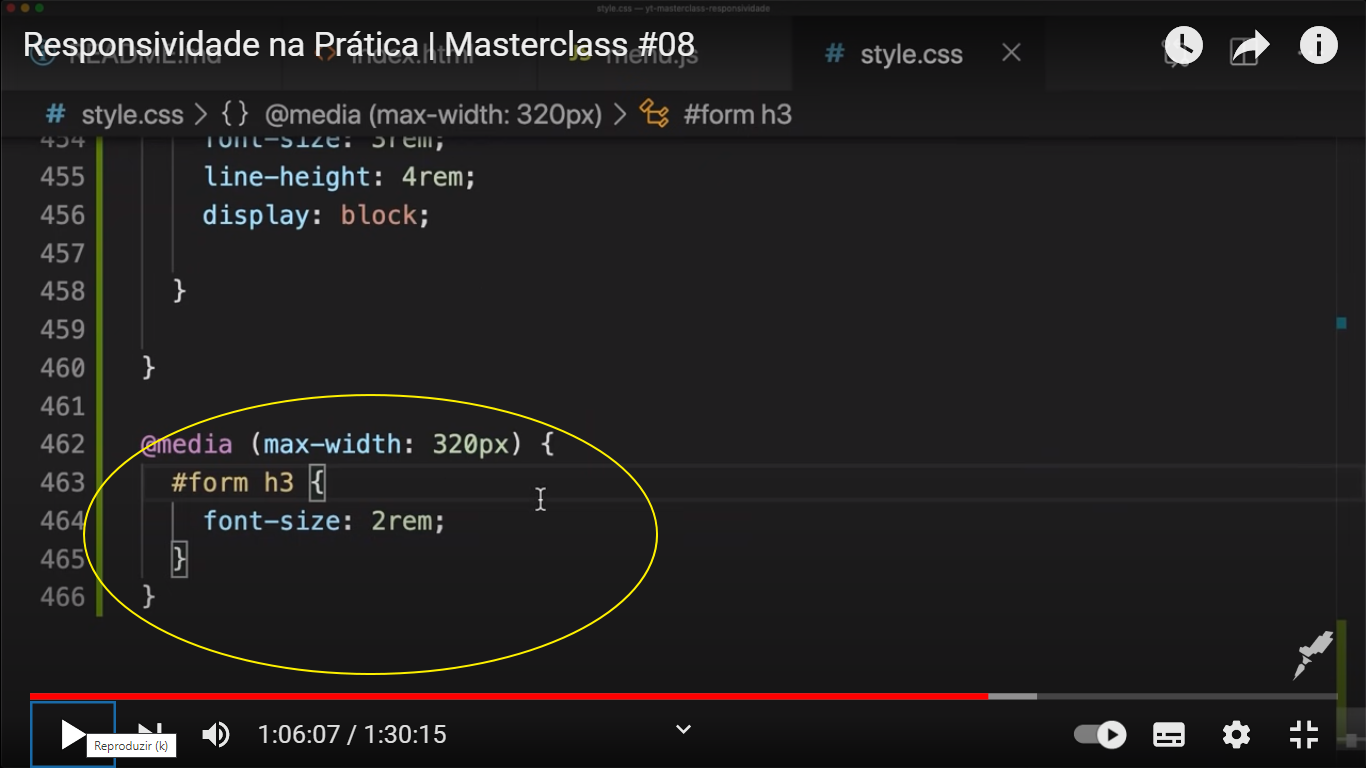 style.css — yt-masterclass-responsividade
Responsividade na Prática | Masterclass #08
README.md
<> index.html
JS menu.js
# style.css ×
# style.css > {} @media (max-width: 320px) > #form h3
454 font-size: 3rem;
455 line-height: 4rem;
456 display: block;
457
458 }
459
460 }
461
462 @media (max-width: 320px) {
463 #form h3 {
464 font-size: 2rem;
465 }
466 }
1:06:07 / 1:30:15
Reproduzir (k)